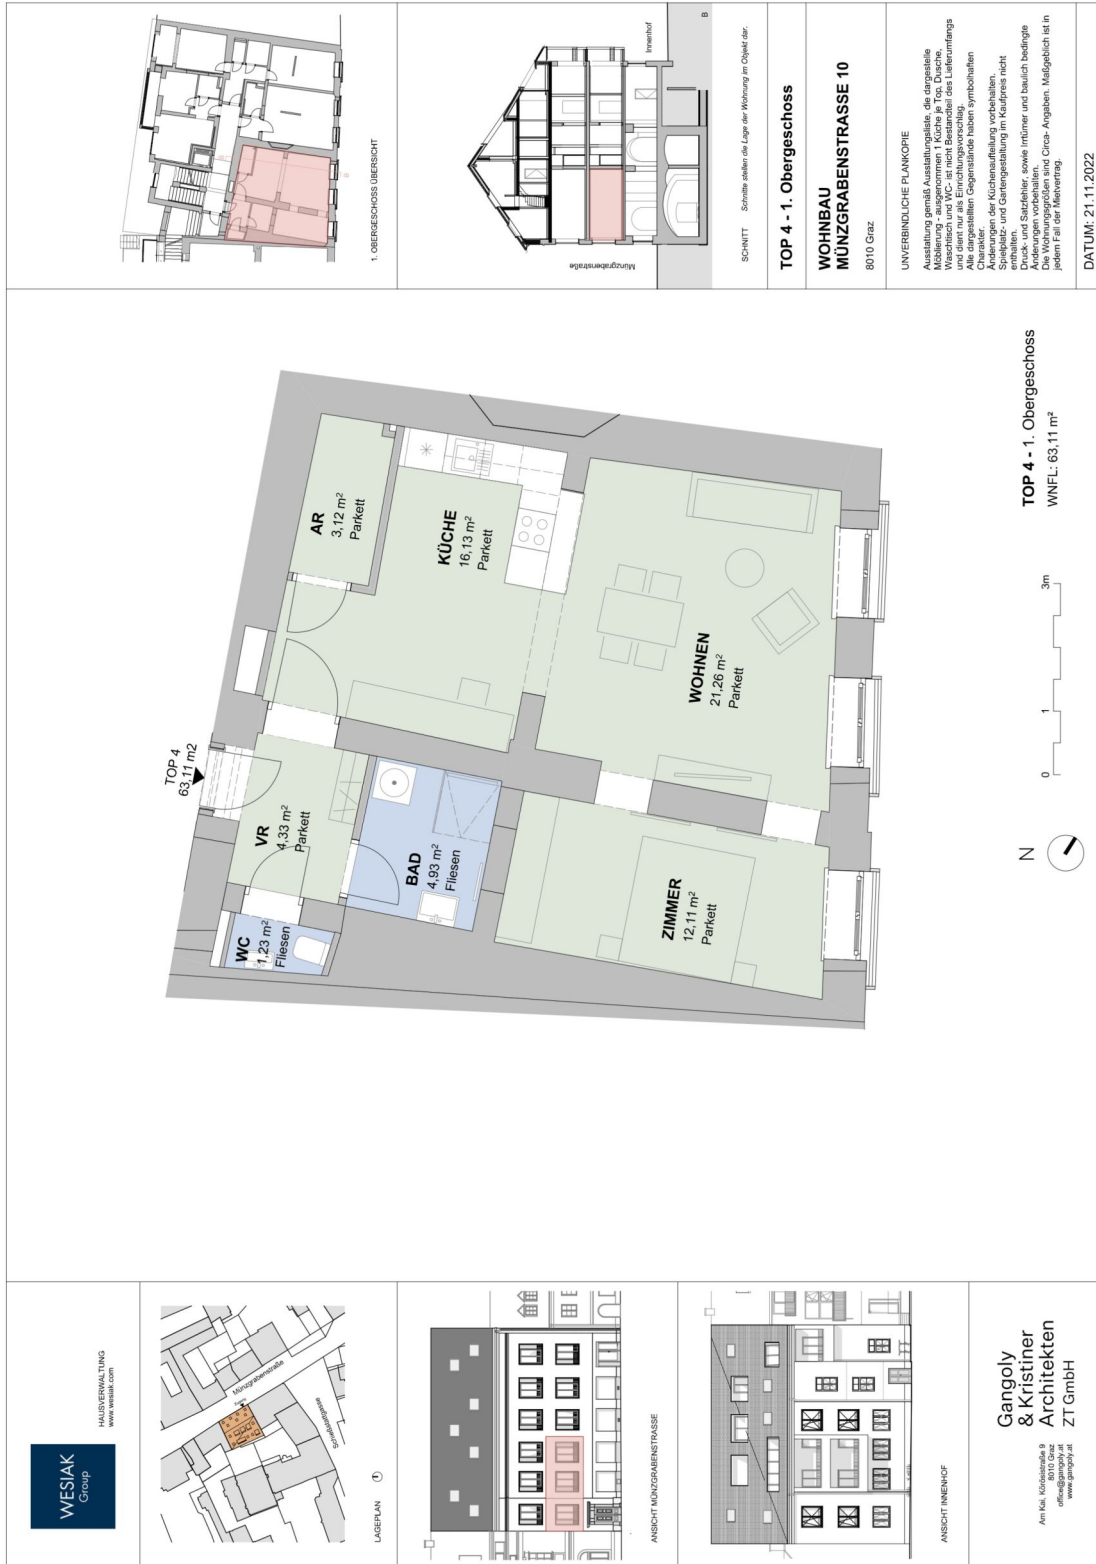 WESIAK
Group
HAUSVERWALTUNG
www.wesiak.com
Münzgrabenstraße
Schießstattgasse
LAGEPLAN
ANSICHT MÜNZGRABENSTRASSE
ANSICHT INNENHOF
Gangoly
& Kristiner
Architekten
ZT GmbH
Am Kai, Körösistraße 9
8010 Graz
office@gangoly.at
www.gangoly.at
TOP 4
63,11 m2
WC
1,23 m²
Fliesen
VR
4,33 m²
Parkett
AR
3,12 m²
Parkett
BAD
4,93 m²
Fliesen
KÜCHE
16,13 m²
Parkett
ZIMMER
12,11 m²
Parkett
WOHNEN
21,26 m²
Parkett
N
0 1 3m
TOP 4 - 1. Obergeschoss
WNFL: 63,11 m²
1. OBERGESCHOSS ÜBERSICHT
Münzgrabenstraße
Innenhof
B
SCHNITT Schnitte stellen die Lage der Wohnung im Objekt dar.
TOP 4 - 1. Obergeschoss
WOHNBAU
MÜNZGRABENSTRASSE 10
8010 Graz
UNVERBINDLICHE PLANKOPIE
Ausstattung gemäß Ausstattungsliste, die dargestelle
Möblierung - ausgenommen 1 Küche je Top, Dusche,
Waschtisch und WC- ist nicht Bestandteil des Lieferumfangs
und dient nur als Einrichtungsvorschlag.
Alle dargestellten Gegenstände haben symbolhaften
Charakter.
Änderungen der Küchenaufteilung vorbehalten.
Spielplatz- und Gartengestaltung im Kaufpreis nicht
enthalten.
Druck- und Satzfehler, sowie Irrtümer und baulich bedingte
Änderungen vorbehalten.
Die Wohnungsgrößen sind Circa- Angaben. Maßgeblich ist in
jedem Fall der Mietvertrag.
DATUM: 21.11.2022